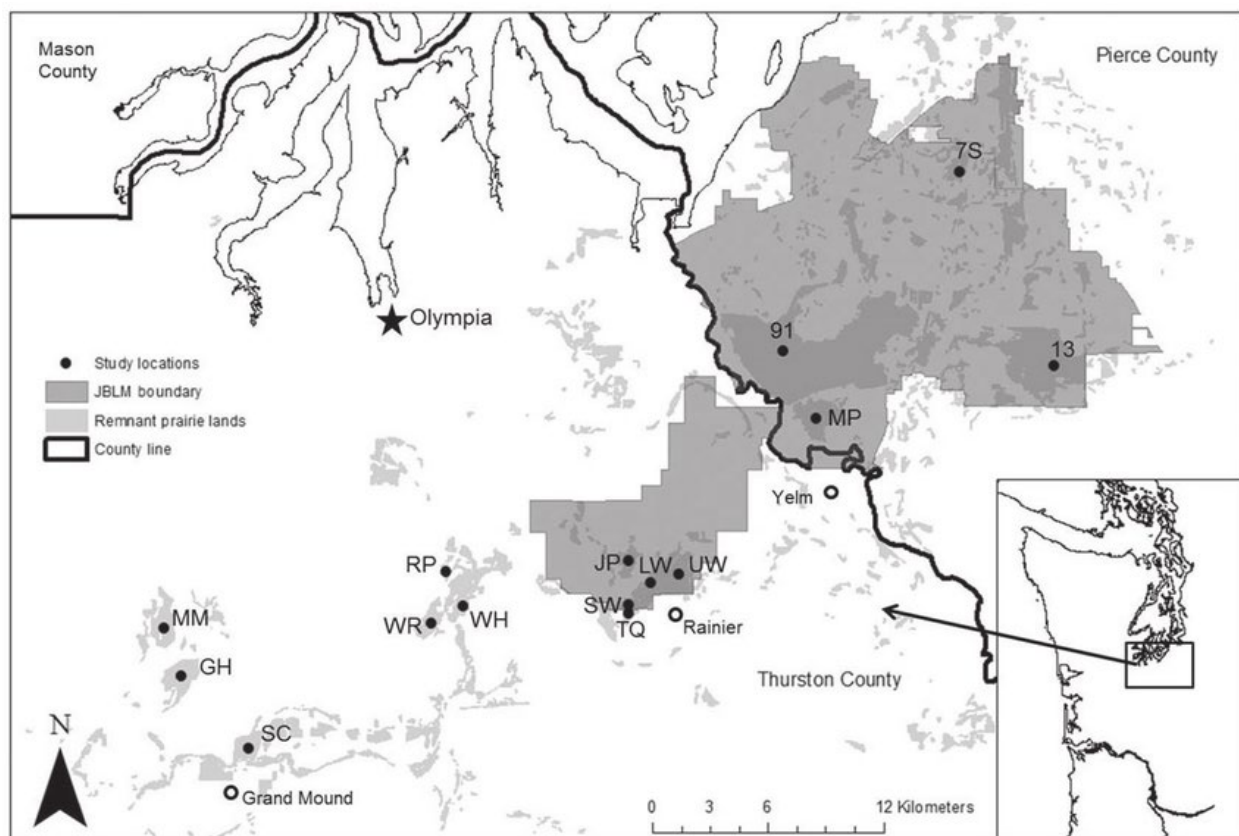 Mason
County
Pierce County
7S
Olympia
91
13
Study locations
JBLM boundary
Remnant prairie lands
County line
MP
Yelm
RP
JP
LW
UW
SW
TQ
Rainier
MM
WR
WH
GH
Thurston County
SC
N
Grand Mound
0 3 6 12 Kilometers